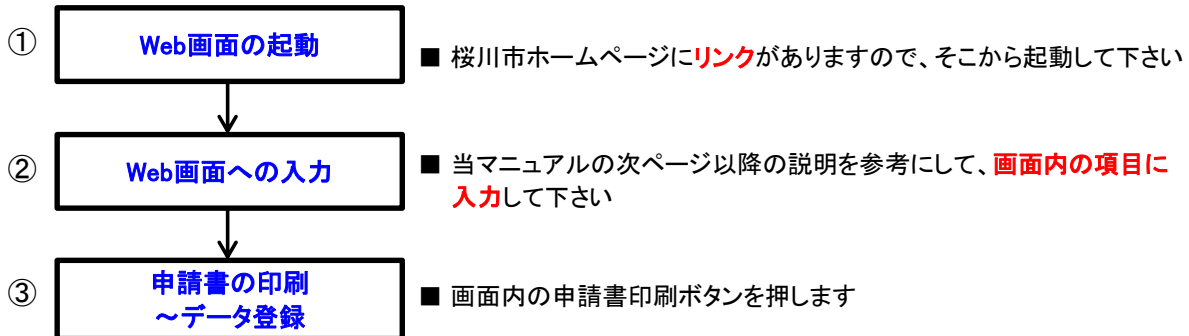 ① Web画面の起動 ■ 桜川市ホームページにリンクがありますので、そこから起動して下さい
② Web画面への入力 ■ 当マニュアルの次ページ以降の説明を参考にして、画面内の項目に
入力して下さい
③ 申請書の印刷
～データ登録 ■ 画面内の申請書印刷ボタンを押します